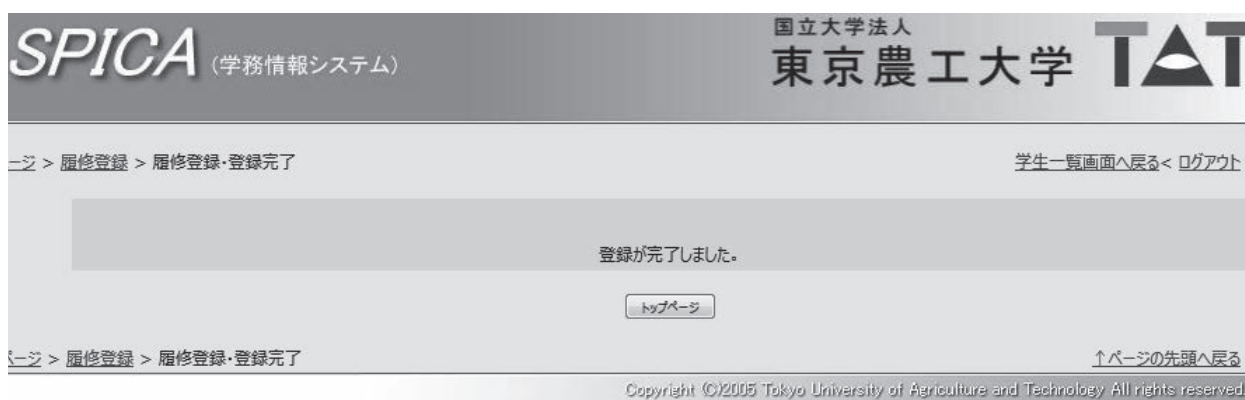 SPICA (学務情報システム)
国立大学法人
東京農工大学 TAT
ージ > 履修登録 > 履修登録・登録完了
学生一覧画面へ戻る< ログアウト
登録が完了しました。
トップページ
ページ > 履修登録 > 履修登録・登録完了
↑ページの先頭へ戻る
Copyright (C)2005 Tokyo University of Agriculture and Technology All rights reserved